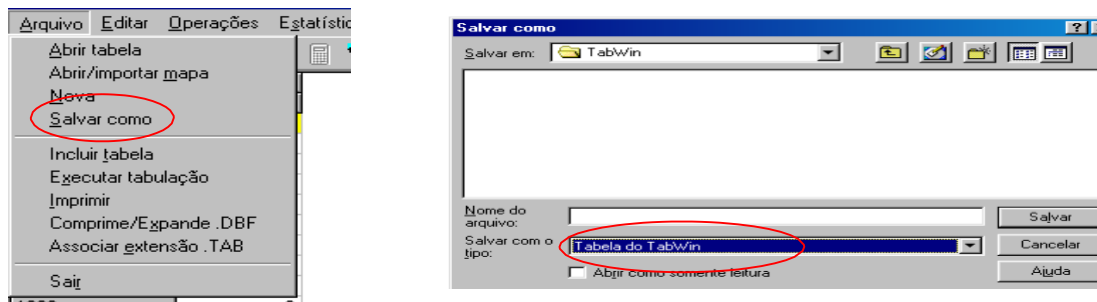 Arquivo Editar Operações Estatístic
Abrir tabela
Abrir/importar mapa
Nova
Salvar como
Incluir tabela
Executar tabulação
Imprimir
Comprime/Expande .DBF
Associar extensão .TAB
Sair
Salvar como
Salvar em: TabWin
Nome do arquivo:
Salvar
Salvar com o tipo: Tabela do TabWin
Cancelar
Abrir como somente leitura
Ajuda